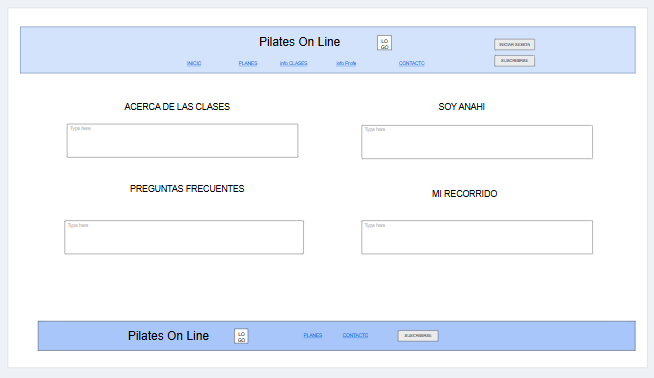 Pilates On Line
LO
GO
INICIAR SESION
SUSCRIBIRSE
INICIO
PLANES
Info CLASES
Info Profe
CONTACTO
ACERCA DE LAS CLASES
SOY ANAHI
Type here
Type here
PREGUNTAS FRECUENTES
MI RECORRIDO
Type here
Type here
Pilates On Line
LO
GO
PLANES
CONTACTO
SUSCRIBIRSE